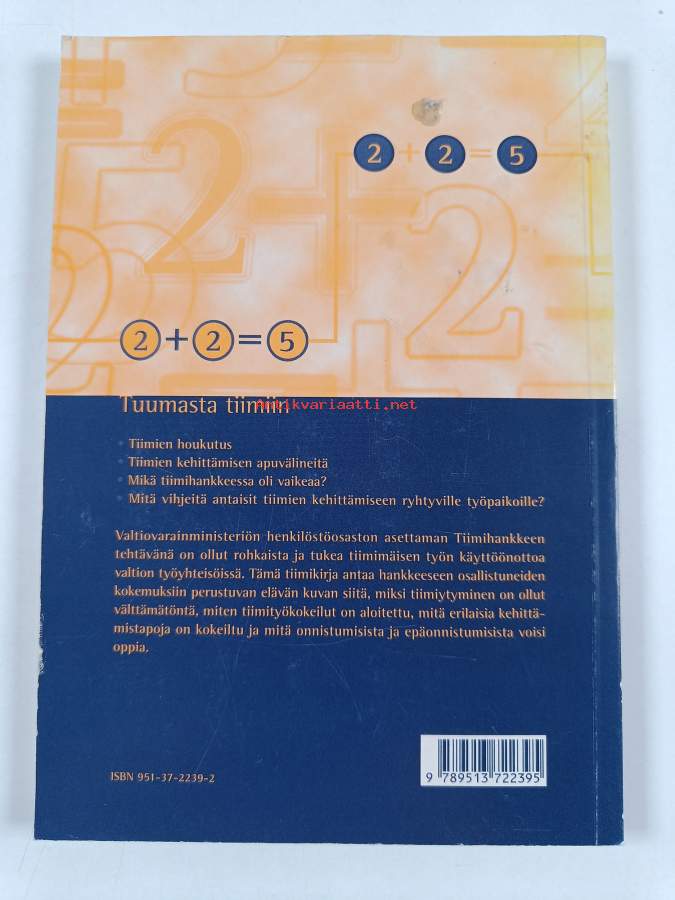 2 + 2 = 5
2 + 2 = 5
Tuumasta tiimiin
Antikvariaatti.net
• Tiimien houkutus
• Tiimien kehittämisen apuvälineitä
• Mikä tiimihankkeessa oli vaikeaa?
• Mitä vihjeitä antaisit tiimien kehittämiseen ryhtyville työpaikoille?
Valtiovarainministeriön henkilöstöosaston asettaman Tiimihankkeen
tehtävänä on ollut rohkaista ja tukea tiimimäisen työn käyttöönottoa
valtion työyhteisöissä. Tämä tiimikirja antaa hankkeeseen osallistuneiden
kokemuksiin perustuvan elävän kuvan siitä, miksi tiimiytyminen on ollut
välttämätöntä, miten tiimityökokeilut on aloitettu, mitä erilaisia kehittä-
mistapoja on kokeiltu ja mitä onnistumisista ja epäonnistumisista voisi
oppia.
ISBN 951-37-2239-2
9 789513 722395